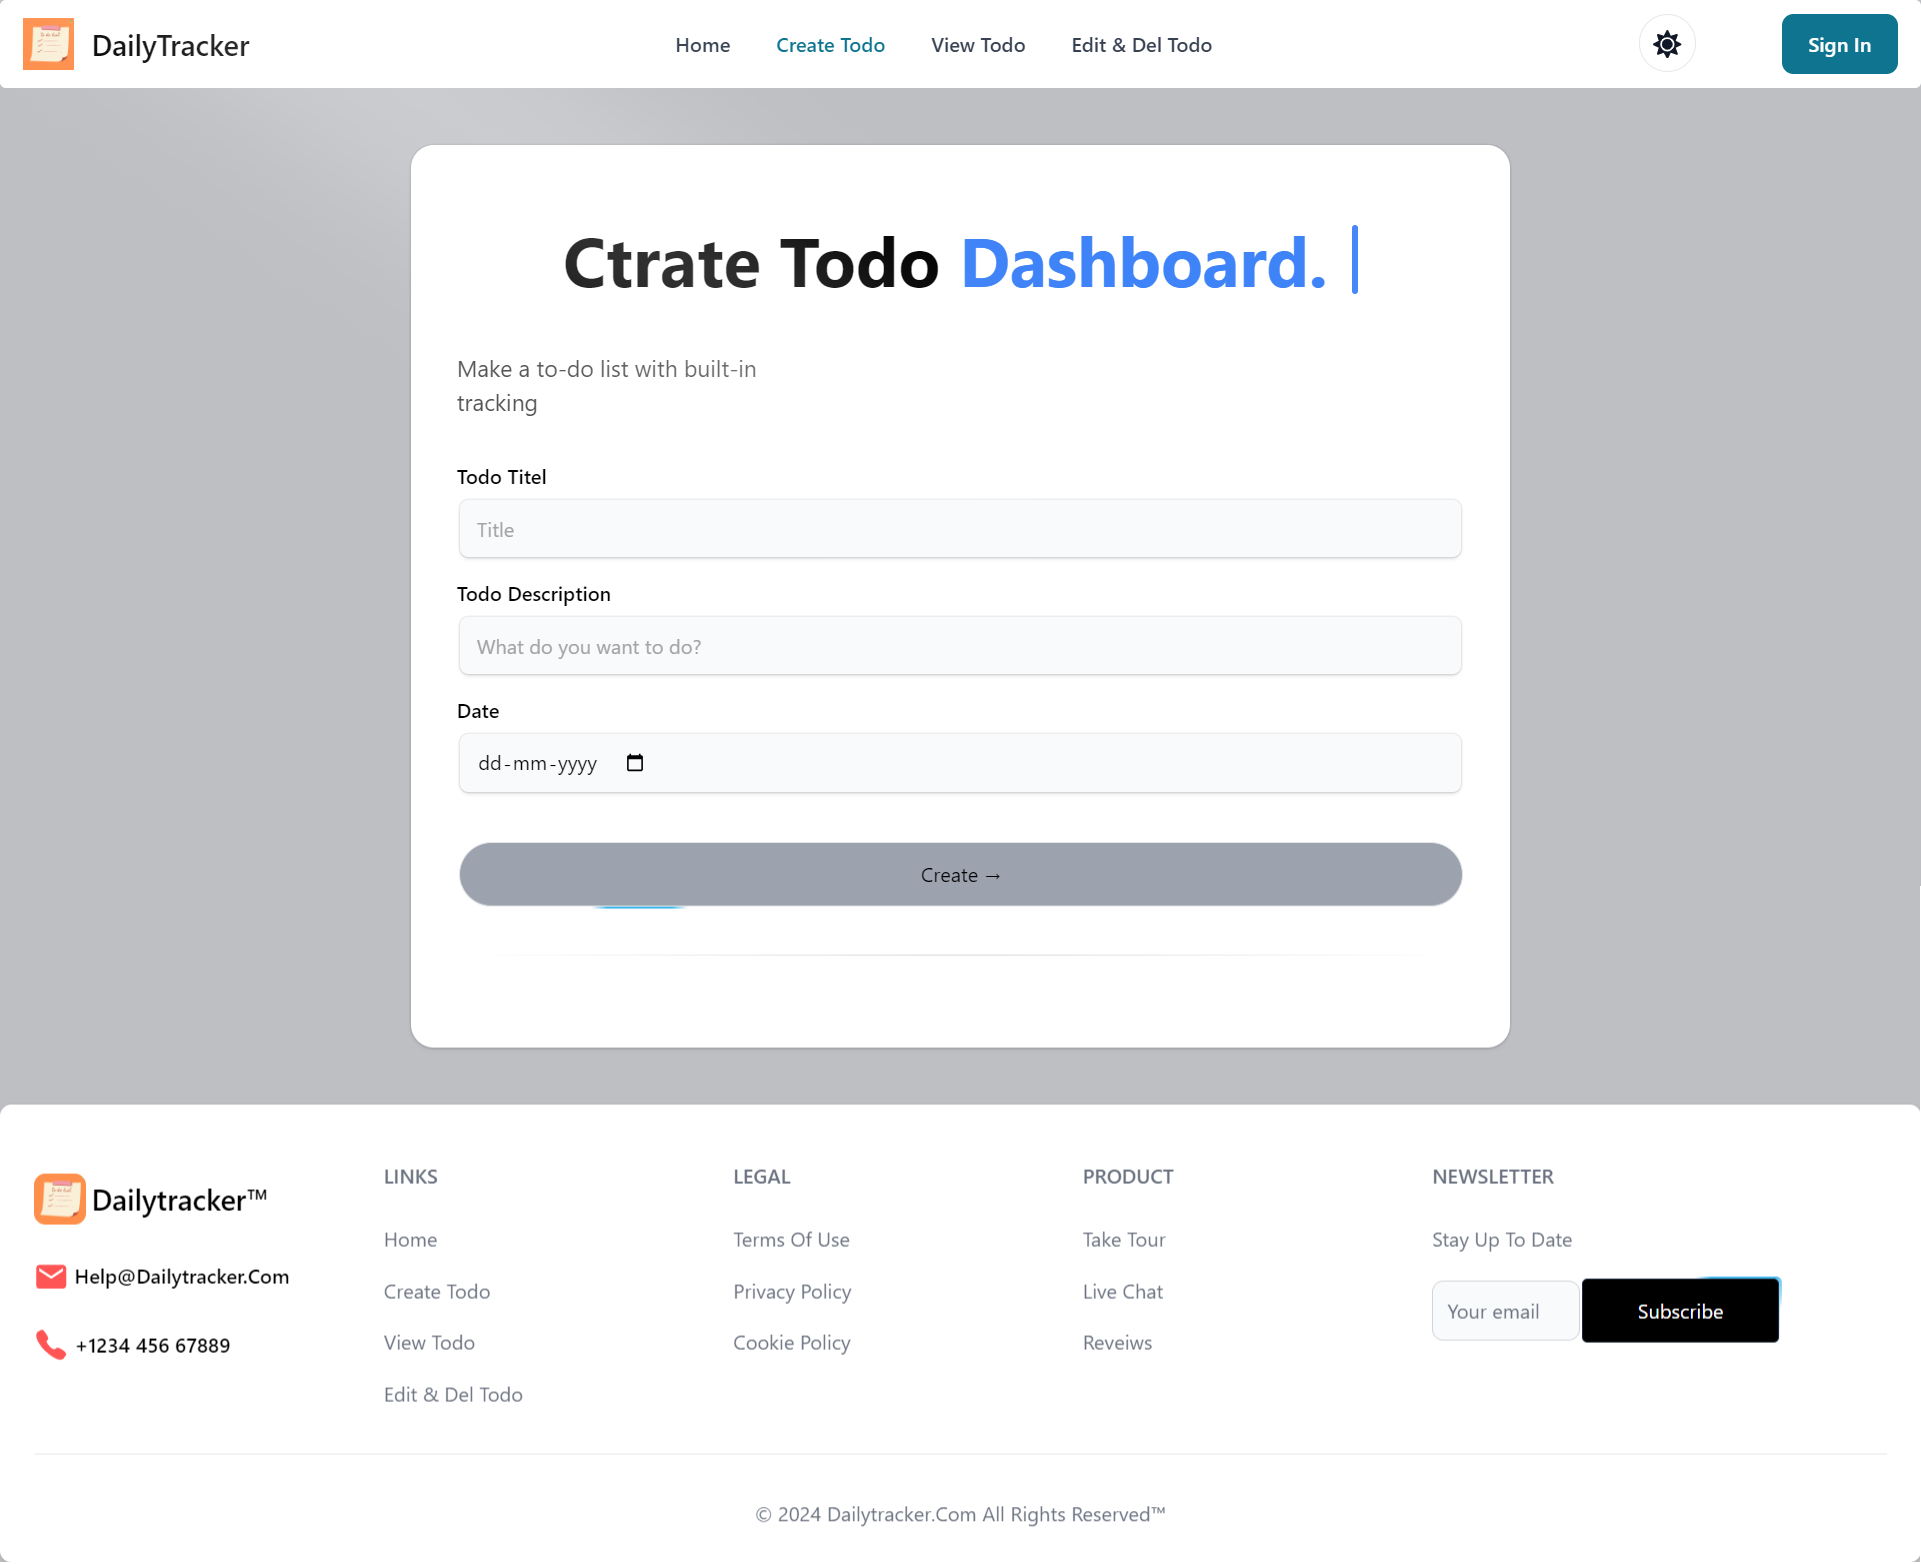 DailyTracker
Home
Create Todo
View Todo
Edit & Del Todo
Sign In
Ctrate Todo Dashboard.
Make a to-do list with built-in
tracking
Todo Titel
Title
Todo Description
What do you want to do?
Date
dd-mm-yyyy
Create →
Dailytracker™
Help@Dailytracker.Com
+1234 456 67889
LINKS
Home
Create Todo
View Todo
Edit & Del Todo
LEGAL
Terms Of Use
Privacy Policy
Cookie Policy
PRODUCT
Take Tour
Live Chat
Reveiws
NEWSLETTER
Stay Up To Date
Your email
Subscribe
© 2024 Dailytracker.Com All Rights Reserved™